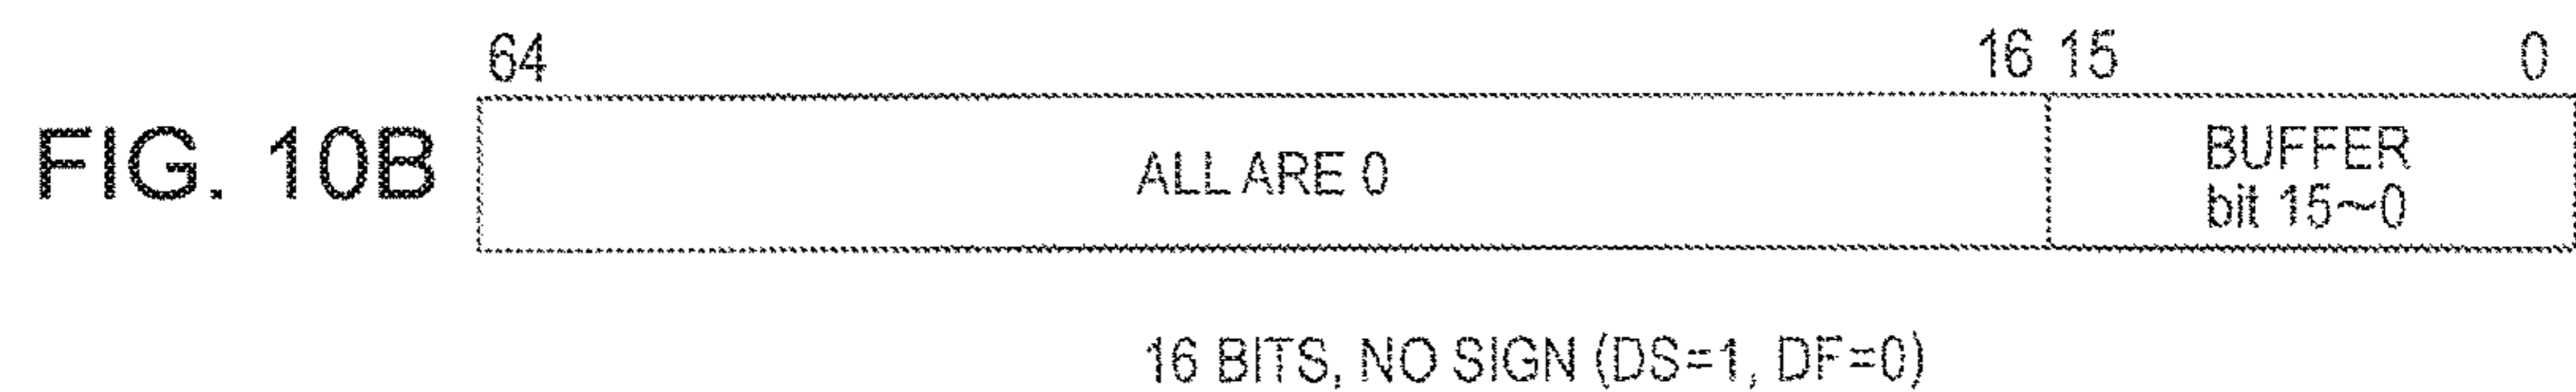 64 16 15 0
FIG. 10B
ALL ARE 0
BUFFER
bit 15~0
16 BITS, NO SIGN (DS=1, DF=0)